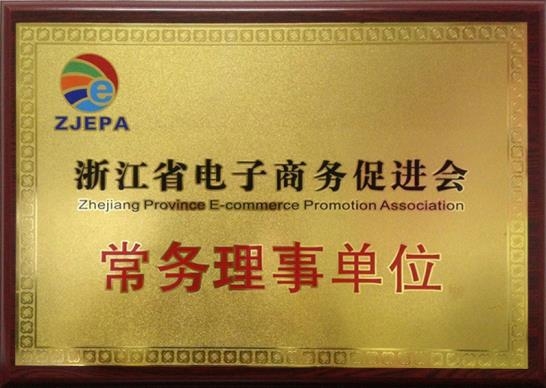 e
ZJEPA
浙江省电子商务促进会
Zhejiang Province E-commerce Promotion Association
常务理事单位